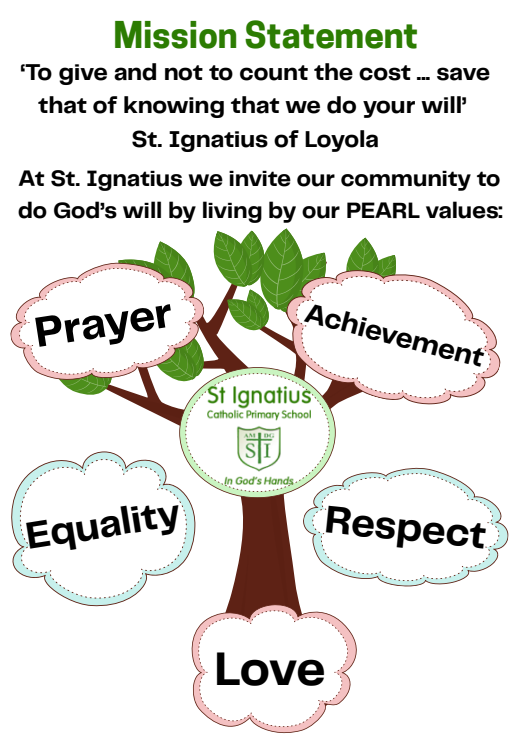 Mission Statement
‘To give and not to count the cost ... save
that of knowing that we do your will’
St. Ignatius of Loyola
At St. Ignatius we invite our community to
do God’s will by living by our PEARL values:
Prayer
Achievement
St Ignatius
Catholic Primary School
AM DG
S I
In God's Hands
Equality
Respect
Love